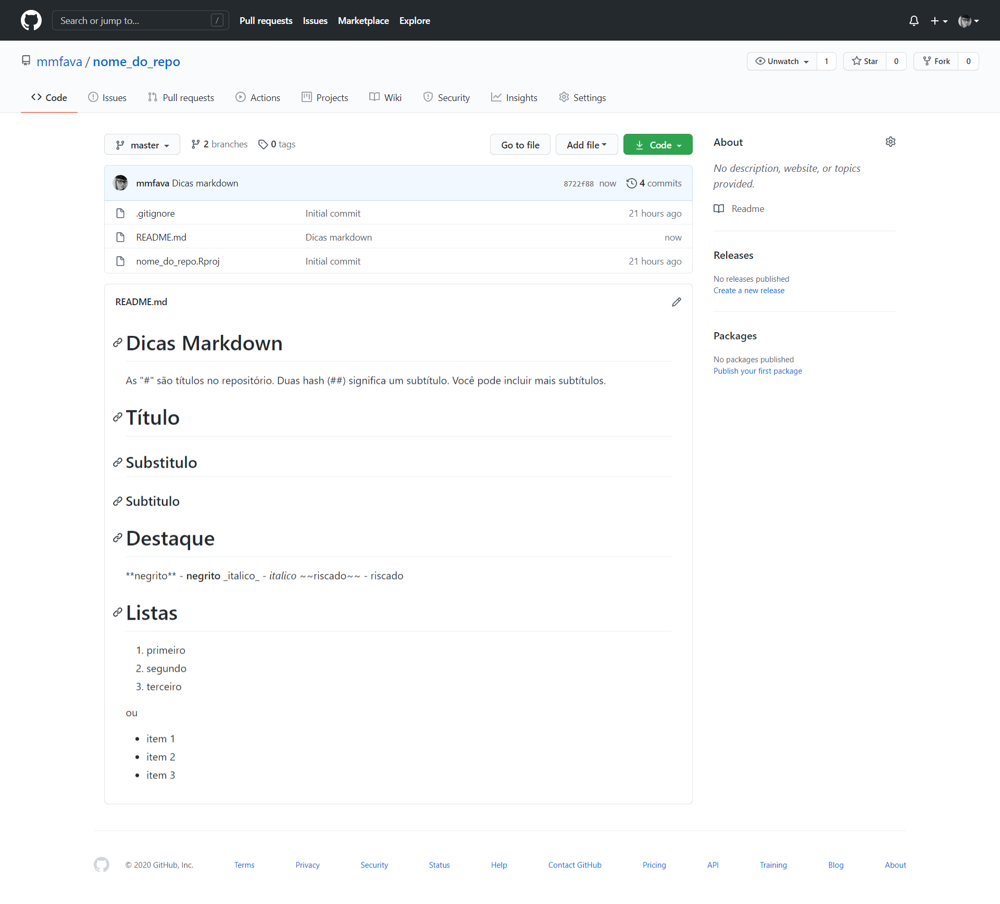 Search or jump to... /
Pull requests Issues Marketplace Explore
mmfava / nome_do_repo
Unwatch 1 Star 0 Fork 0
Code Issues Pull requests Actions Projects Wiki Security Insights Settings
master 2 branches 0 tags
Go to file Add file Code
mmfava Dicas markdown 8722f88 now 4 commits
.gitignore Initial commit 21 hours ago
README.md Dicas markdown now
nome_do_repo.Rproj Initial commit 21 hours ago
README.md
Dicas Markdown
As "#" são títulos no repositório. Duas hash (##) significa um subtítulo. Você pode incluir mais subtítulos.
Título
Substitulo
Subtitulo
Destaque
**negrito** - negrito _italico_ - italico ~~riscado~~ - riscado
Listas
1. primeiro
2. segundo
3. terceiro
ou
• item 1
• item 2
• item 3
About
No description, website, or topics
provided.
Readme
Releases
No releases published
Create a new release
Packages
No packages published
Publish your first package
© 2020 GitHub, Inc. Terms Privacy Security Status Help Contact GitHub Pricing API Training Blog About